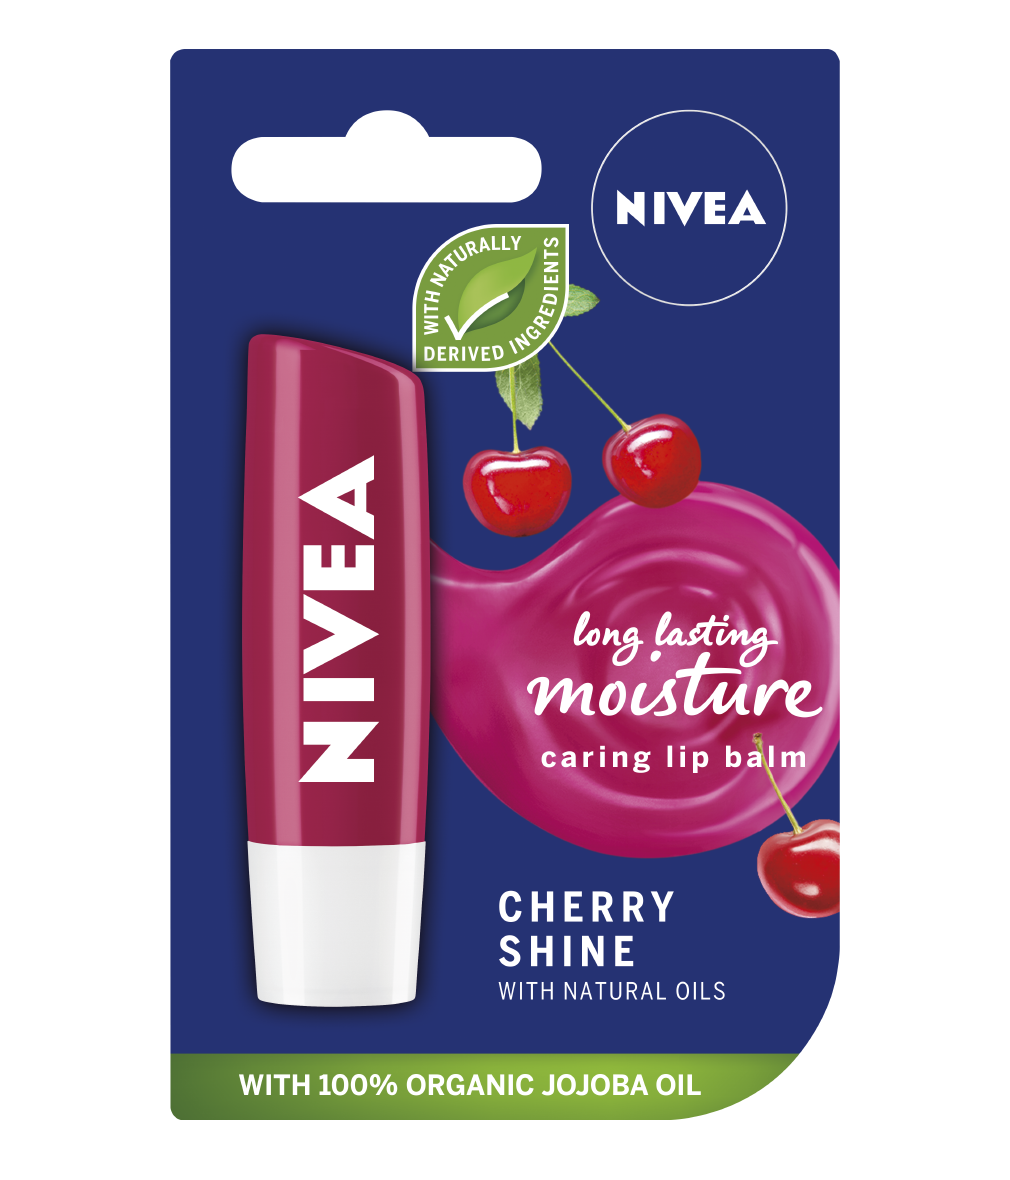 NIVEA
WITH NATURALLY
DERIVED INGREDIENTS
NIVEA
long lasting
moisture
caring lip balm
CHERRY
SHINE
WITH NATURAL OILS
WITH 100% ORGANIC JOJOBA OIL